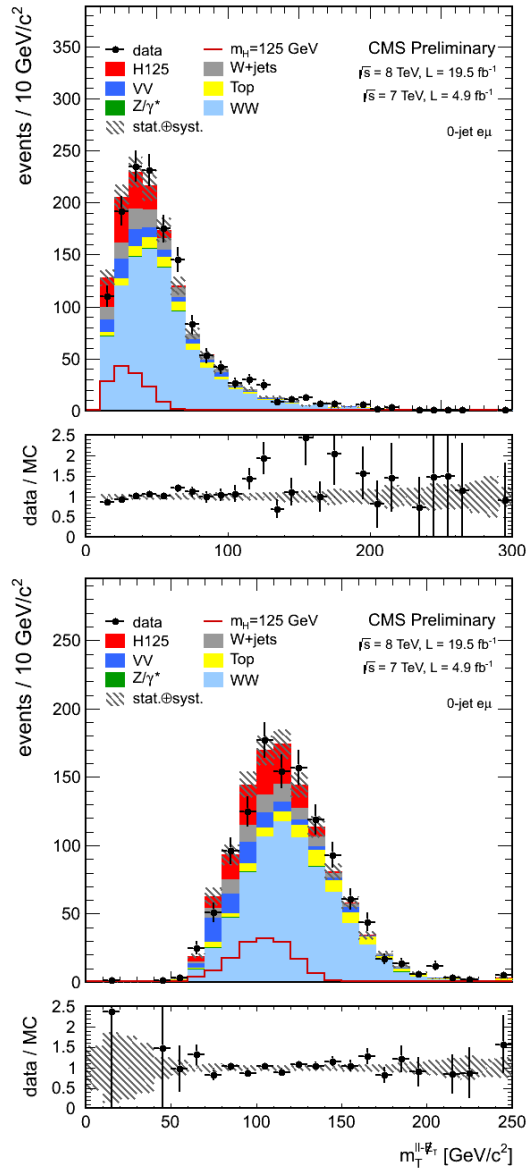 events / 10 GeV/c²
350
300
250
200
150
100
50
0
data
H125
VV
Z/γ*
stat.⊕syst.
m_H=125 GeV
W+jets
Top
WW
CMS Preliminary
√s = 8 TeV, L = 19.5 fb⁻¹
√s = 7 TeV, L = 4.9 fb⁻¹
0-jet eμ
data / MC
2.5
2
1.5
1
0.5
0
0 100 200 300
events / 10 GeV/c²
250
200
150
100
50
0
data
H125
VV
Z/γ*
stat.⊕syst.
m_H=125 GeV
W+jets
Top
WW
CMS Preliminary
√s = 8 TeV, L = 19.5 fb⁻¹
√s = 7 TeV, L = 4.9 fb⁻¹
0-jet eμ
data / MC
2.5
2
1.5
1
0.5
0
0 50 100 150 200 250
m_T^{ll-E̸_T} [GeV/c²]